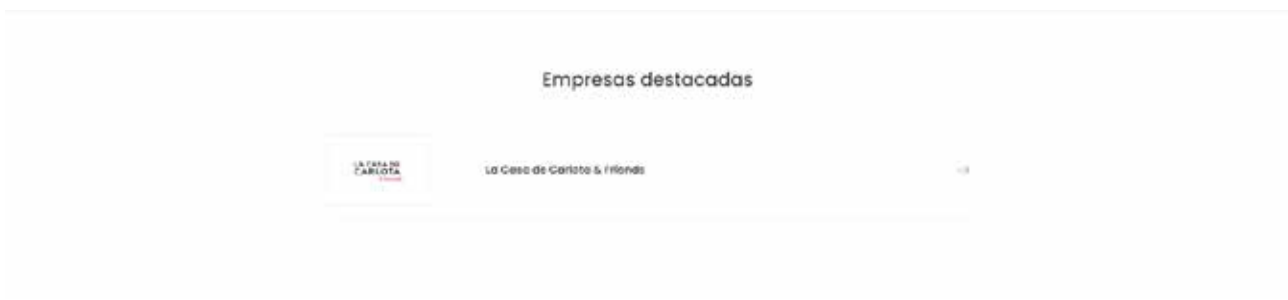 Empresas destacadas
LA CASA DE
CARLOTA
La Casa de Carlota & Friends